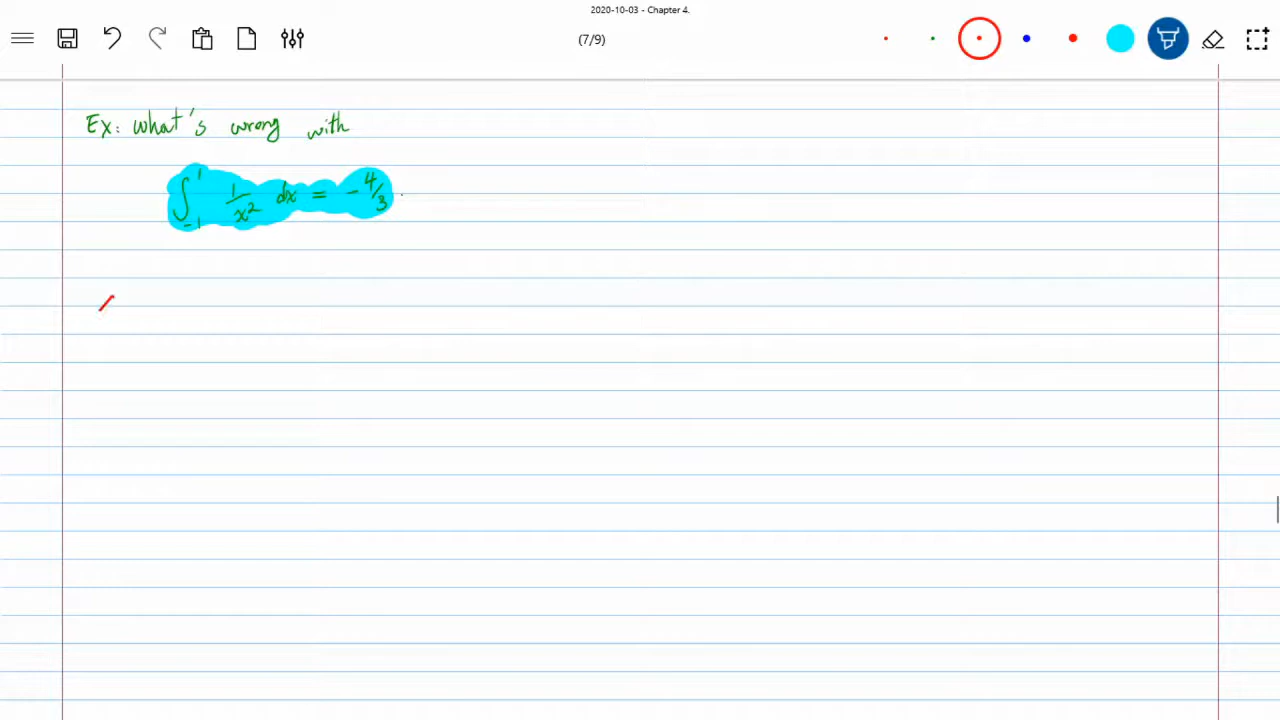 2020-10-03 - Chapter 4.
(7/9)
Ex: what's wrong with
∫₋₁¹ 1/x² dx = -4/3.